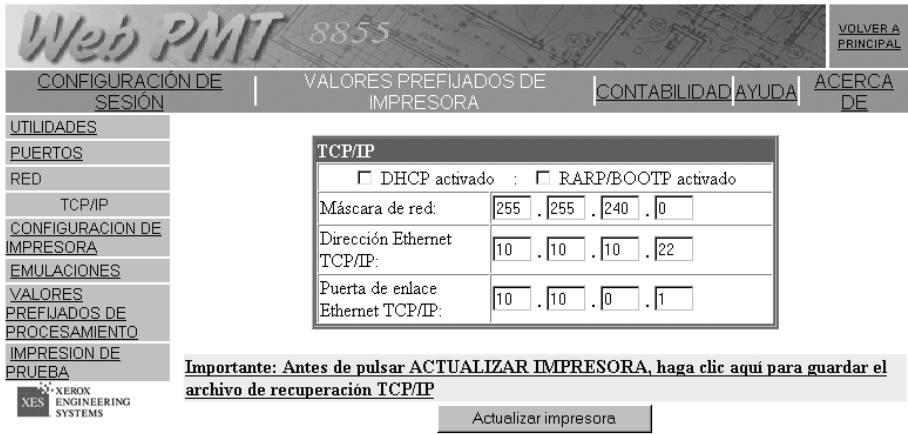 Web PMT 8855
VOLVER A
PRINCIPAL
CONFIGURACIÓN DE
SESIÓN
VALORES PREFIJADOS DE
IMPRESORA
CONTABILIDAD
AYUDA
ACERCA
DE
UTILIDADES
PUERTOS
RED
TCP/IP
CONFIGURACION DE
IMPRESORA
EMULACIONES
VALORES
PREFIJADOS DE
PROCESAMIENTO
IMPRESION DE
PRUEBA
XES XEROX
ENGINEERING
SYSTEMS
TCP/IP
DHCP activado : RARP/BOOTP activado
Máscara de red: 255 . 255 . 240 . 0
Dirección Ethernet
TCP/IP: 10 . 10 . 10 . 22
Puerta de enlace
Ethernet TCP/IP: 10 . 10 . 0 . 1
Importante: Antes de pulsar ACTUALIZAR IMPRESORA, haga clic aquí para guardar el
archivo de recuperación TCP/IP
Actualizar impresora